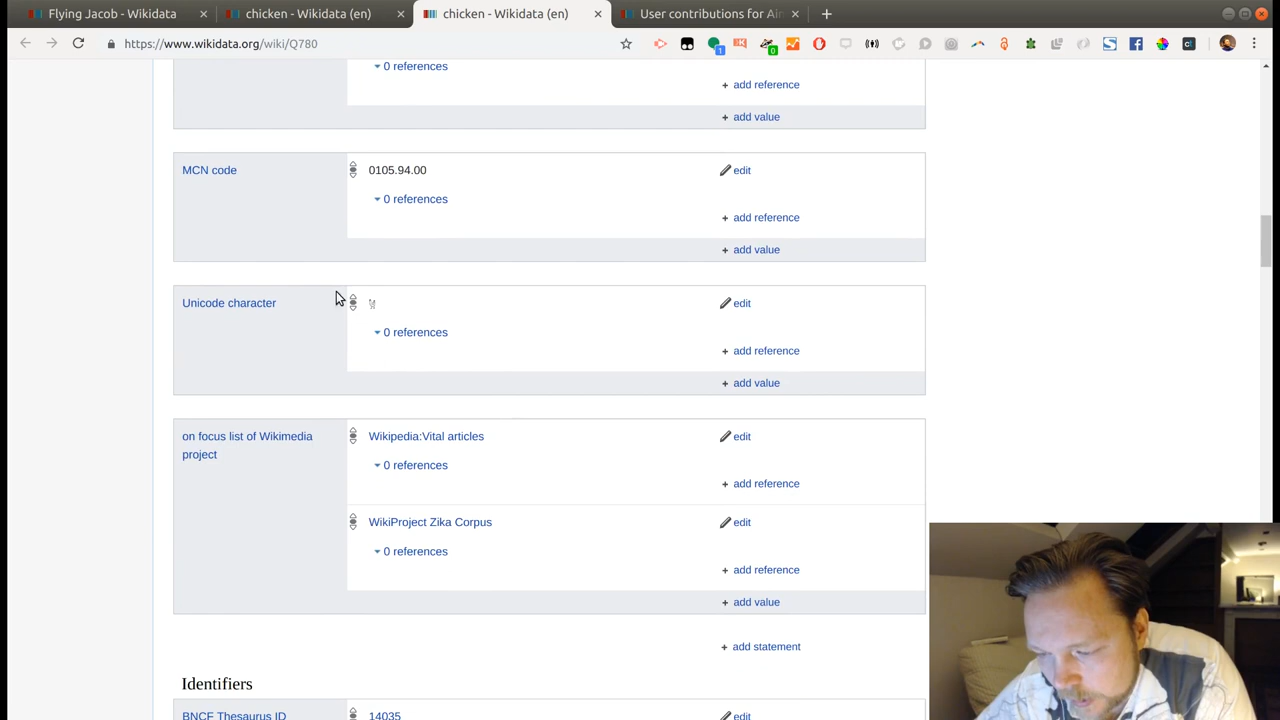 Flying Jacob - Wikidata
chicken - Wikidata (en)
chicken - Wikidata (en)
User contributions for Air
https://www.wikidata.org/wiki/Q780
1
0
0 references
+ add reference
+ add value
MCN code
0105.94.00
edit
0 references
+ add reference
+ add value
Unicode character
edit
0 references
+ add reference
+ add value
on focus list of Wikimedia
project
Wikipedia:Vital articles
edit
0 references
+ add reference
WikiProject Zika Corpus
edit
0 references
+ add reference
+ add value
+ add statement
Identifiers
BNCF Thesaurus ID
14035
edit